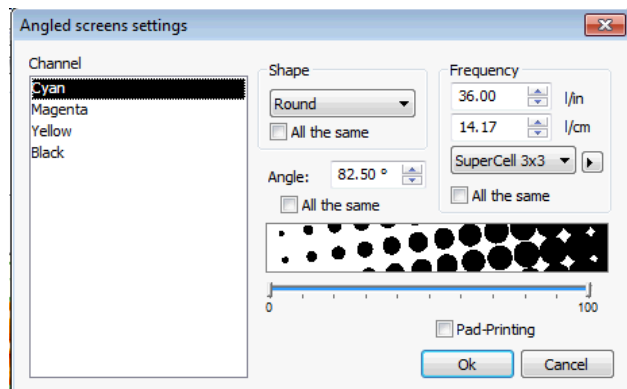 Angled screens settings
Channel
Cyan
Magenta
Yellow
Black
Shape
Round
All the same
Angle: 82.50 °
All the same
Frequency
36.00 l/in
14.17 l/cm
SuperCell 3x3
All the same
0 100
Pad-Printing
Ok Cancel